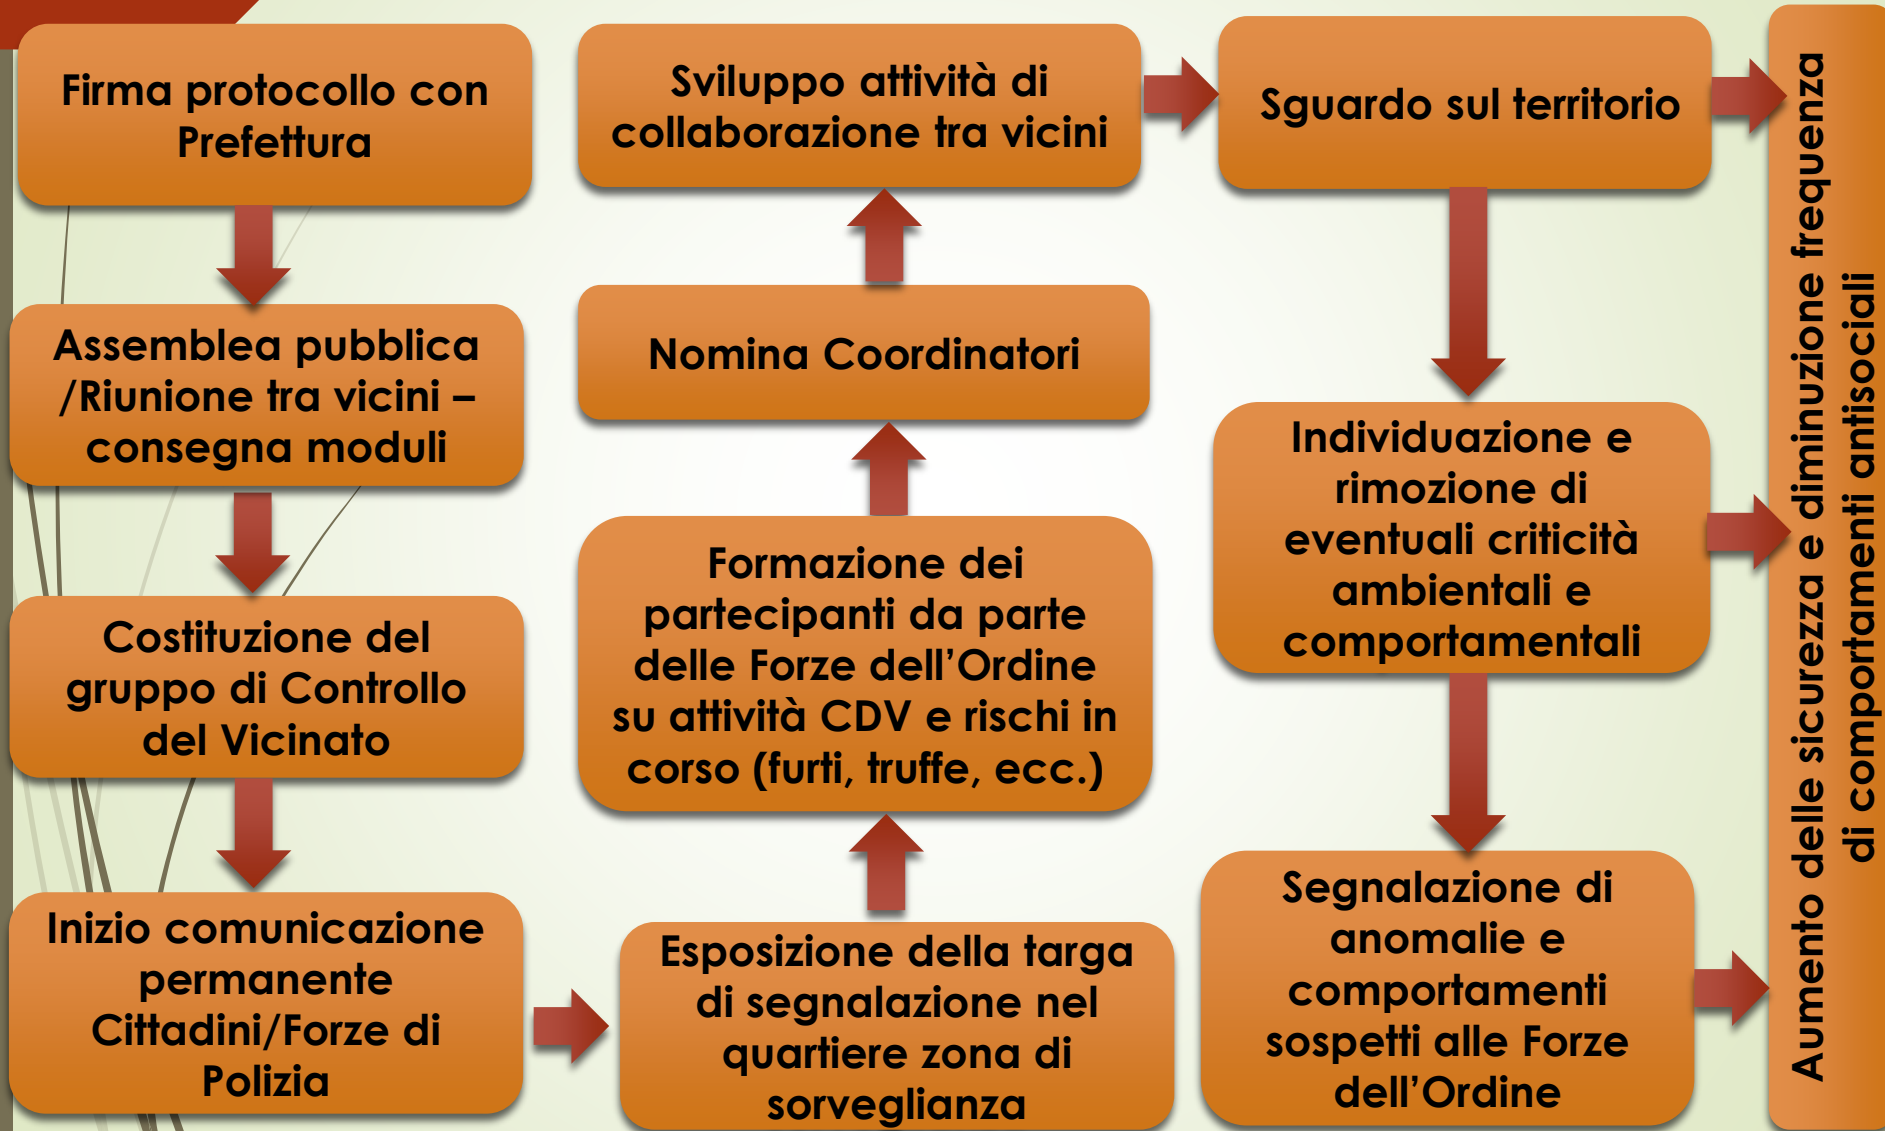 Firma protocollo con
Prefettura
Assemblea pubblica
/Riunione tra vicini –
consegna moduli
Costituzione del
gruppo di Controllo
del Vicinato
Inizio comunicazione
permanente
Cittadini/Forze di
Polizia
Esposizione della targa
di segnalazione nel
quartiere zona di
sorveglianza
Formazione dei
partecipanti da parte
delle Forze dell’Ordine
su attività CDV e rischi in
corso (furti, truffe, ecc.)
Nomina Coordinatori
Sviluppo attività di
collaborazione tra vicini
Sguardo sul territorio
Individuazione e
rimozione di
eventuali criticità
ambientali e
comportamentali
Segnalazione di
anomalie e
comportamenti
sospetti alle Forze
dell’Ordine
Aumento delle sicurezza e diminuzione frequenza
di comportamenti antisociali